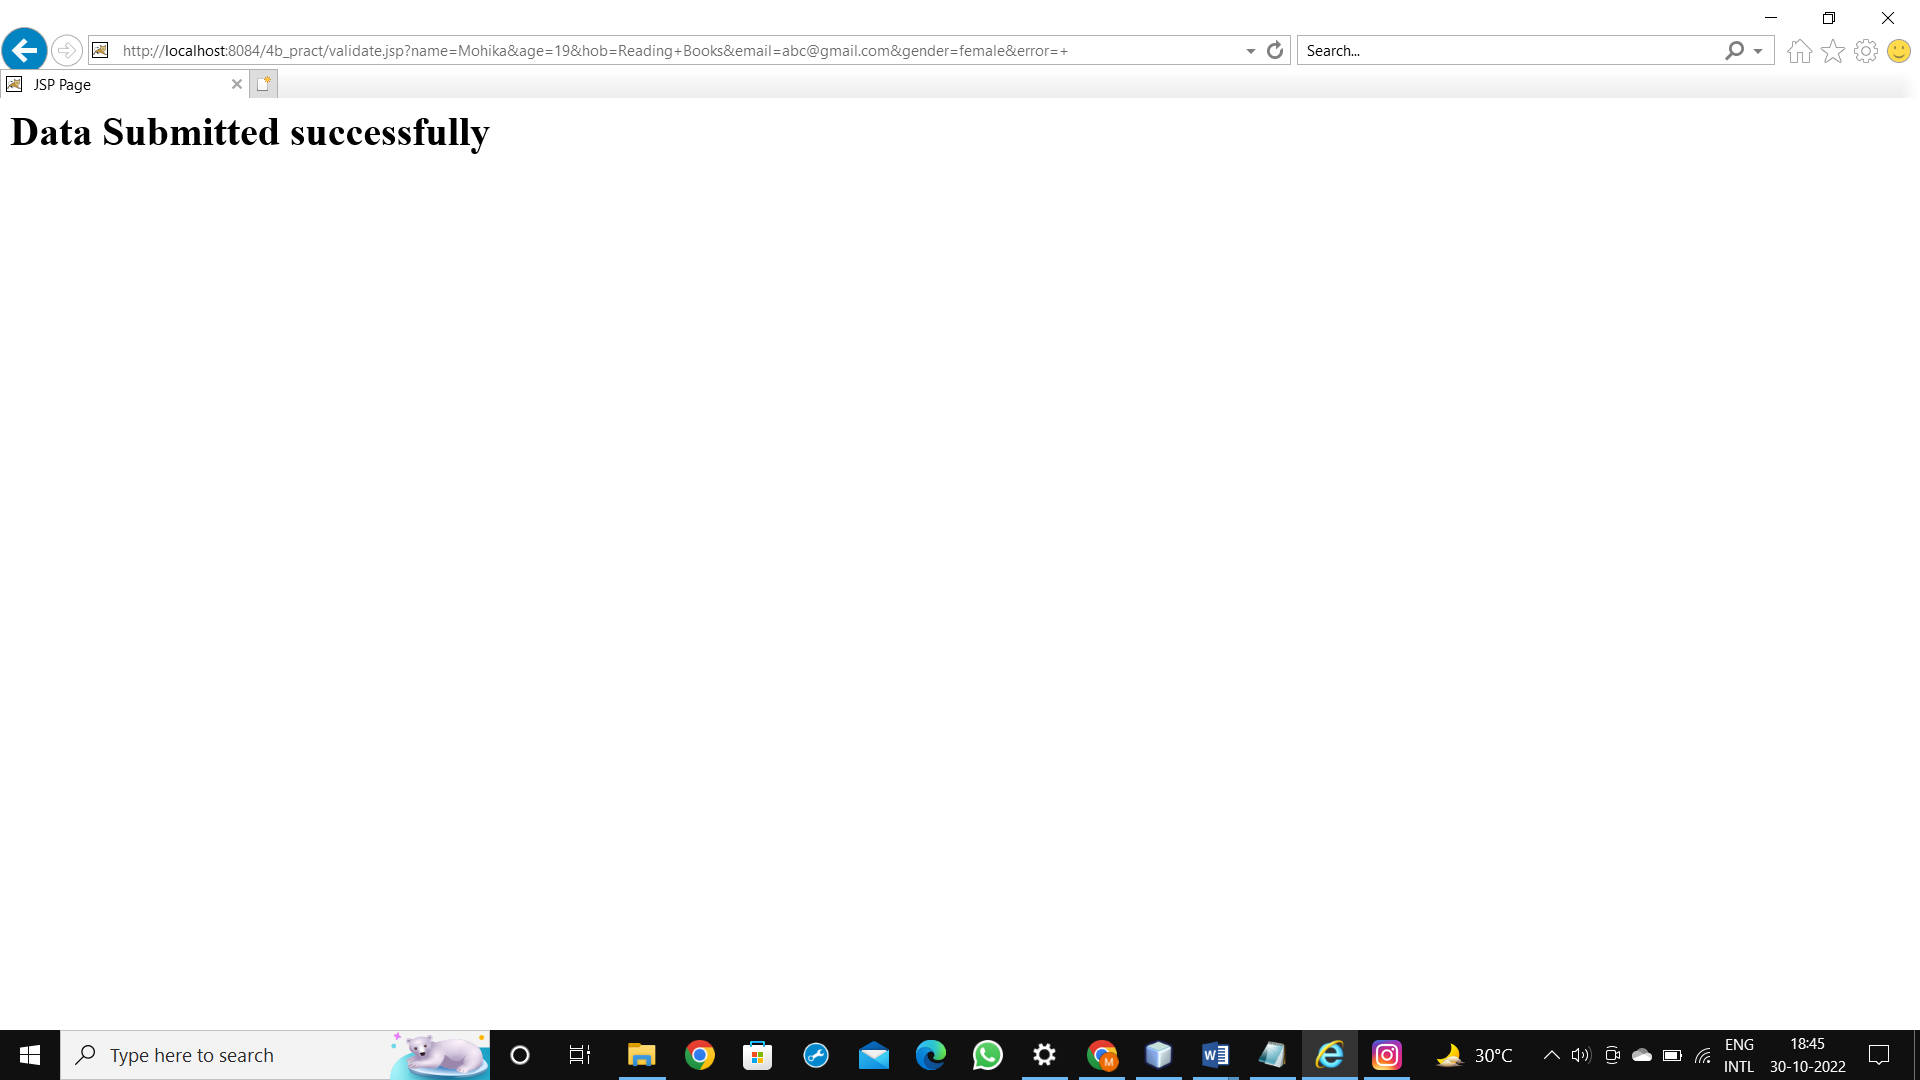 http://localhost:8084/4b_pract/validate.jsp?name=Mohika&age=19&hob=Reading+Books&email=abc@gmail.com&gender=female&error=+
Search...
JSP Page
Data Submitted successfully
Type here to search
30°C
ENG
INTL
18:45
30-10-2022